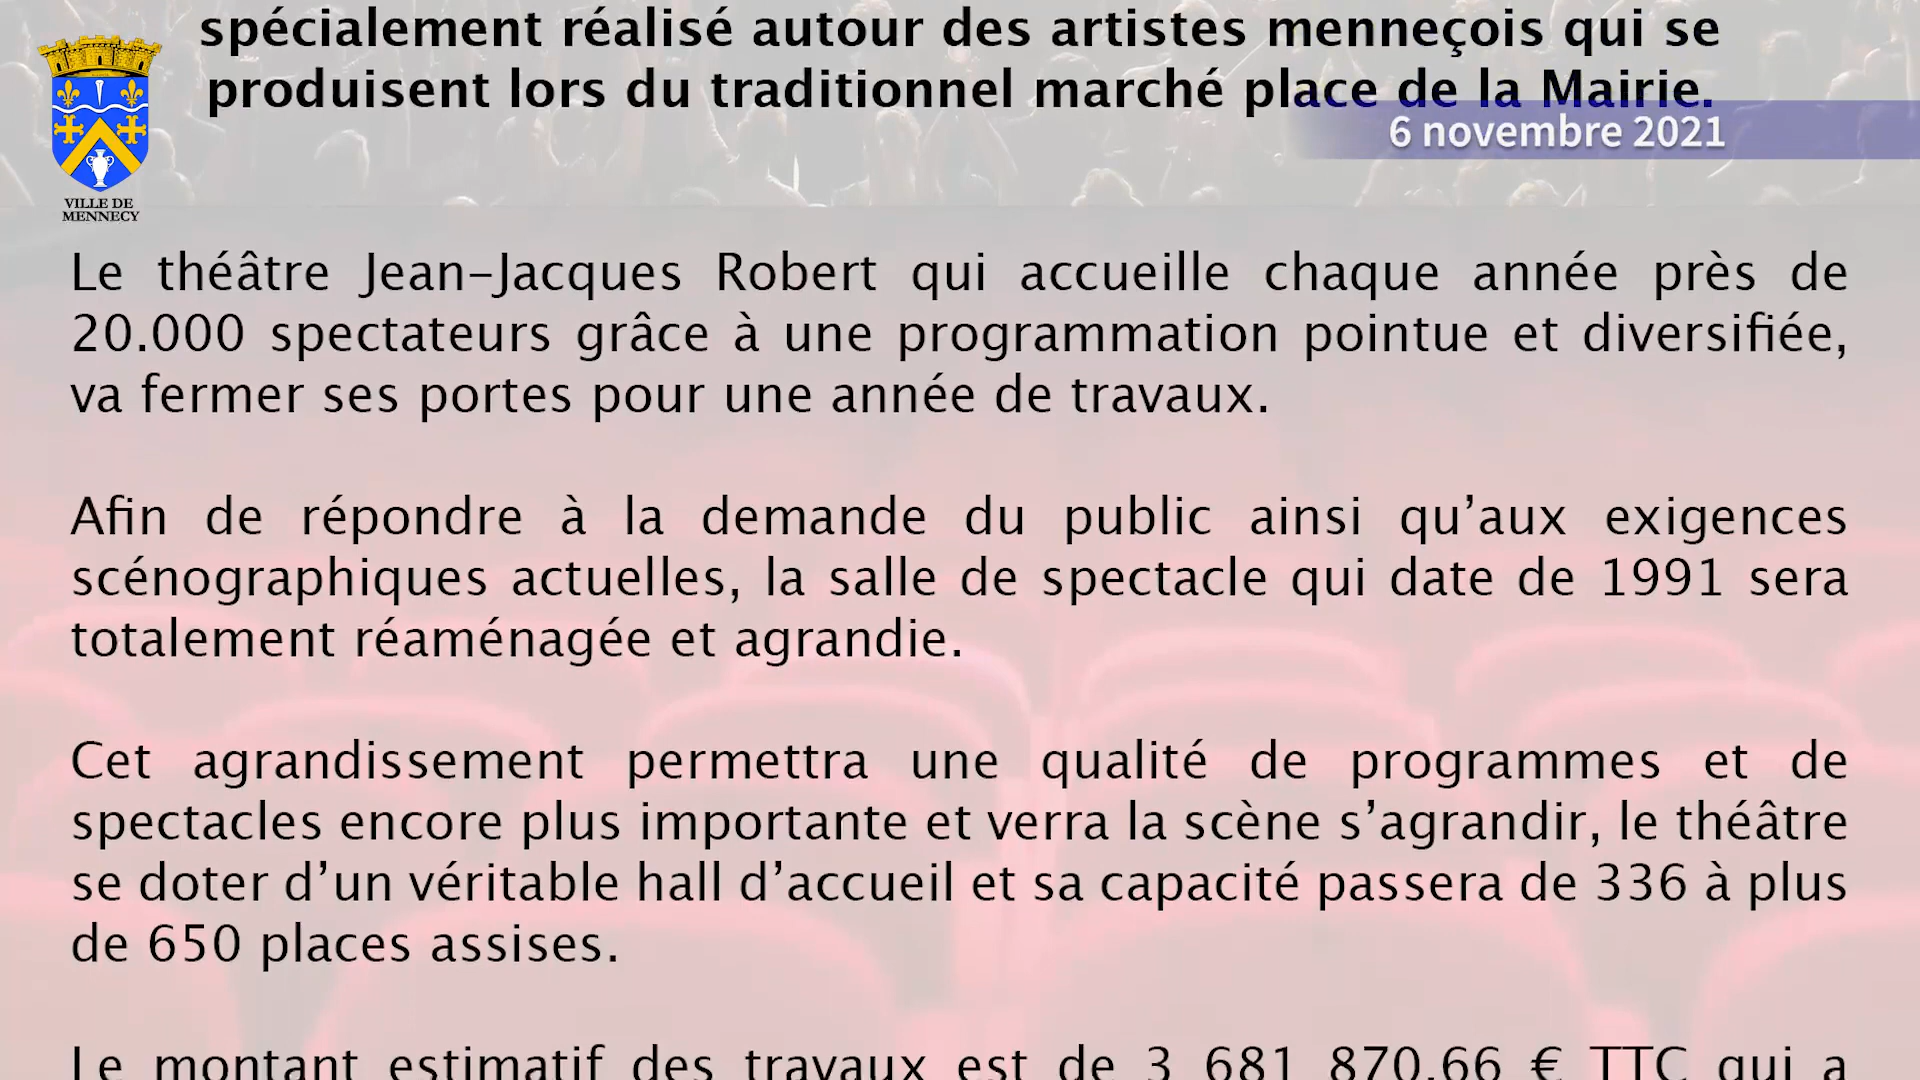 spécialement réalisé autour des artistes menneçois qui se
produisent lors du traditionnel marché place de la Mairie.
6 novembre 2021
VILLE DE
MENNECY
Le théâtre Jean-Jacques Robert qui accueille chaque année près de
20.000 spectateurs grâce à une programmation pointue et diversifiée,
va fermer ses portes pour une année de travaux.
Afin de répondre à la demande du public ainsi qu’aux exigences
scénographiques actuelles, la salle de spectacle qui date de 1991 sera
totalement réaménagée et agrandie.
Cet agrandissement permettra une qualité de programmes et de
spectacles encore plus importante et verra la scène s’agrandir, le théâtre
se doter d’un véritable hall d’accueil et sa capacité passera de 336 à plus
de 650 places assises.
Le montant estimatif des travaux est de 3 681 870,66 € TTC qui a